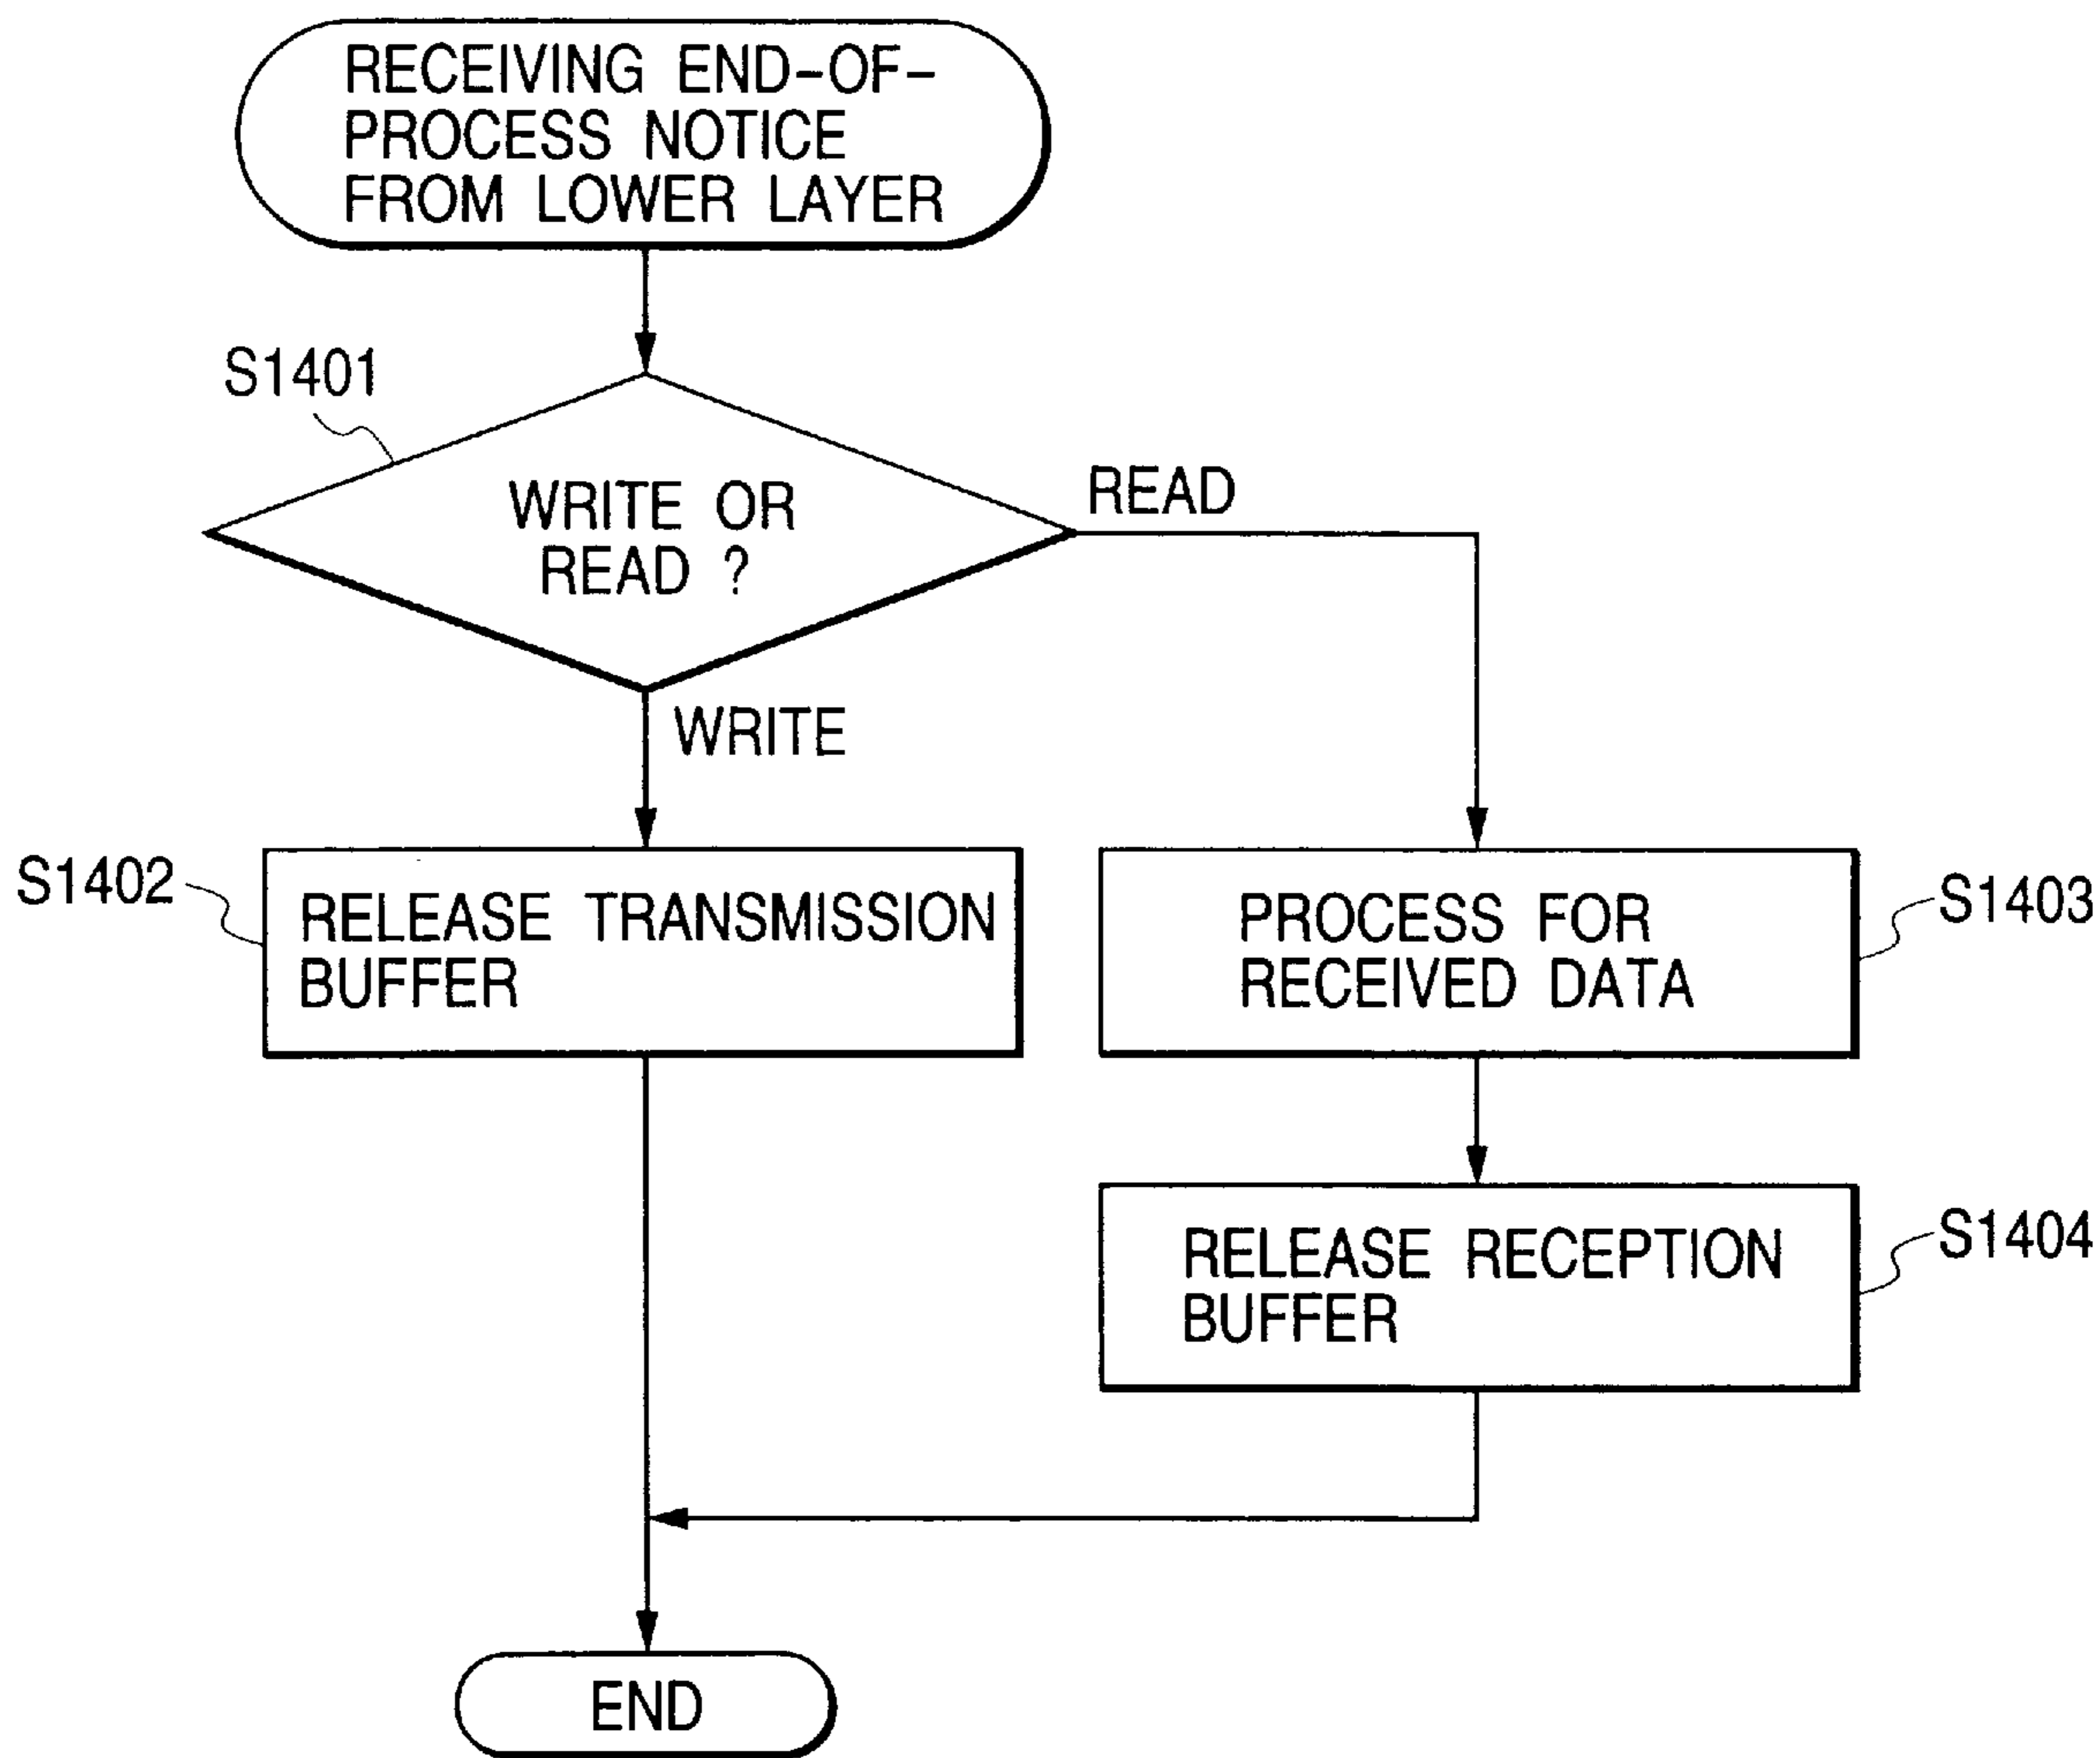 RECEIVING END-OF-
PROCESS NOTICE
FROM LOWER LAYER
S1401
WRITE OR
READ ?
READ
WRITE
S1402
RELEASE TRANSMISSION
BUFFER
PROCESS FOR
RECEIVED DATA
S1403
RELEASE RECEPTION
BUFFER
S1404
END